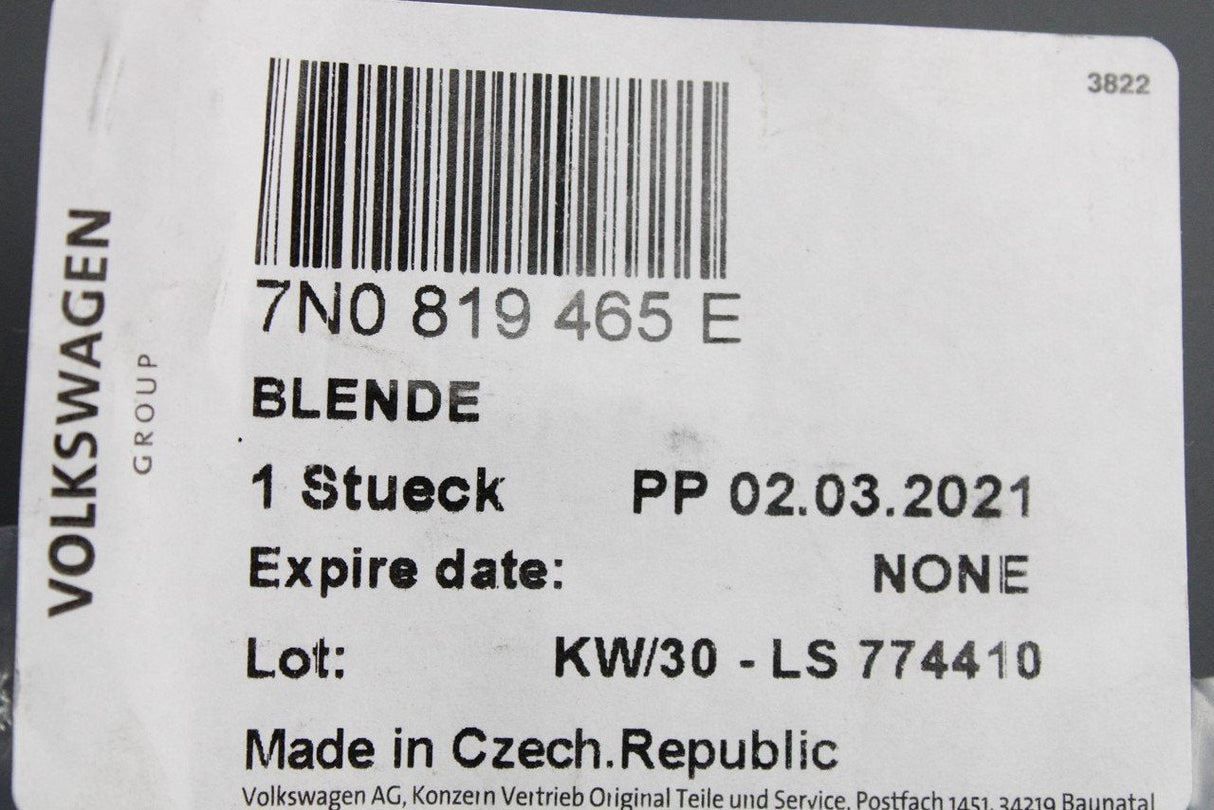 3822
VOLKSWAGEN
GROUP
7N0 819 465 E
BLENDE
1 Stueck PP 02.03.2021
Expire date: NONE
Lot: KW/30 - LS 774410
Made in Czech.Republic
Volkswagen AG, Konzern Vertrieb Original Teile und Service, Postfach 1451, 34219 Baunatal